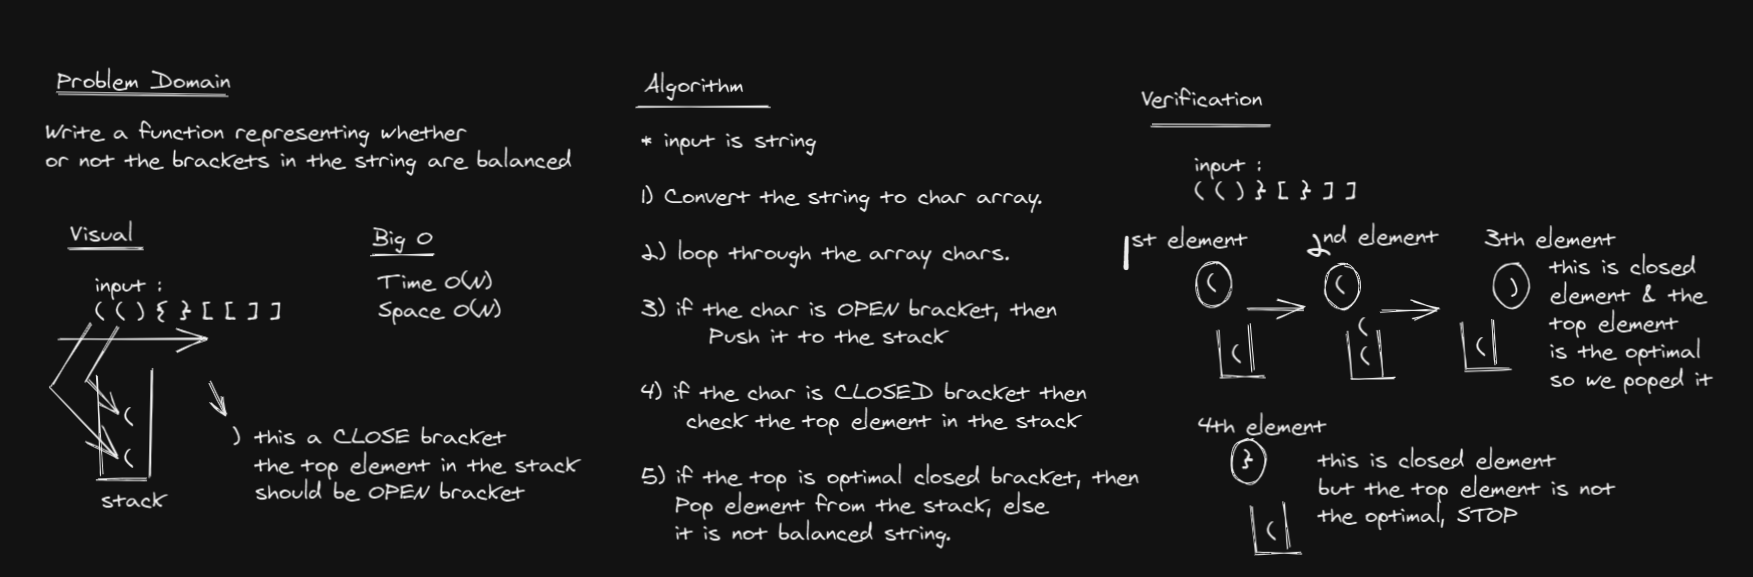 Problem Domain
Write a function representing whether
or not the brackets in the string are balanced
Visual
input :
( ( ) { } [ [ ] ]
(
(
stack
) this a CLOSE bracket
the top element in the stack
should be OPEN bracket
Big O
Time O(N)
Space O(N)
Algorithm
* input is string
1) Convert the string to char array.
2) loop through the array chars.
3) if the char is OPEN bracket, then
Push it to the stack
4) if the char is CLOSED bracket then
check the top element in the stack
5) if the top is optimal closed bracket, then
Pop element from the stack, else
it is not balanced string.
Verification
input :
( ( ) } [ } ] ]
1st element
(
(
2nd element
(
(
(
3th element
)
(
this is closed
element & the
top element
is the optimal
so we poped it
4th element
}
(
this is closed element
but the top element is not
the optimal, STOP